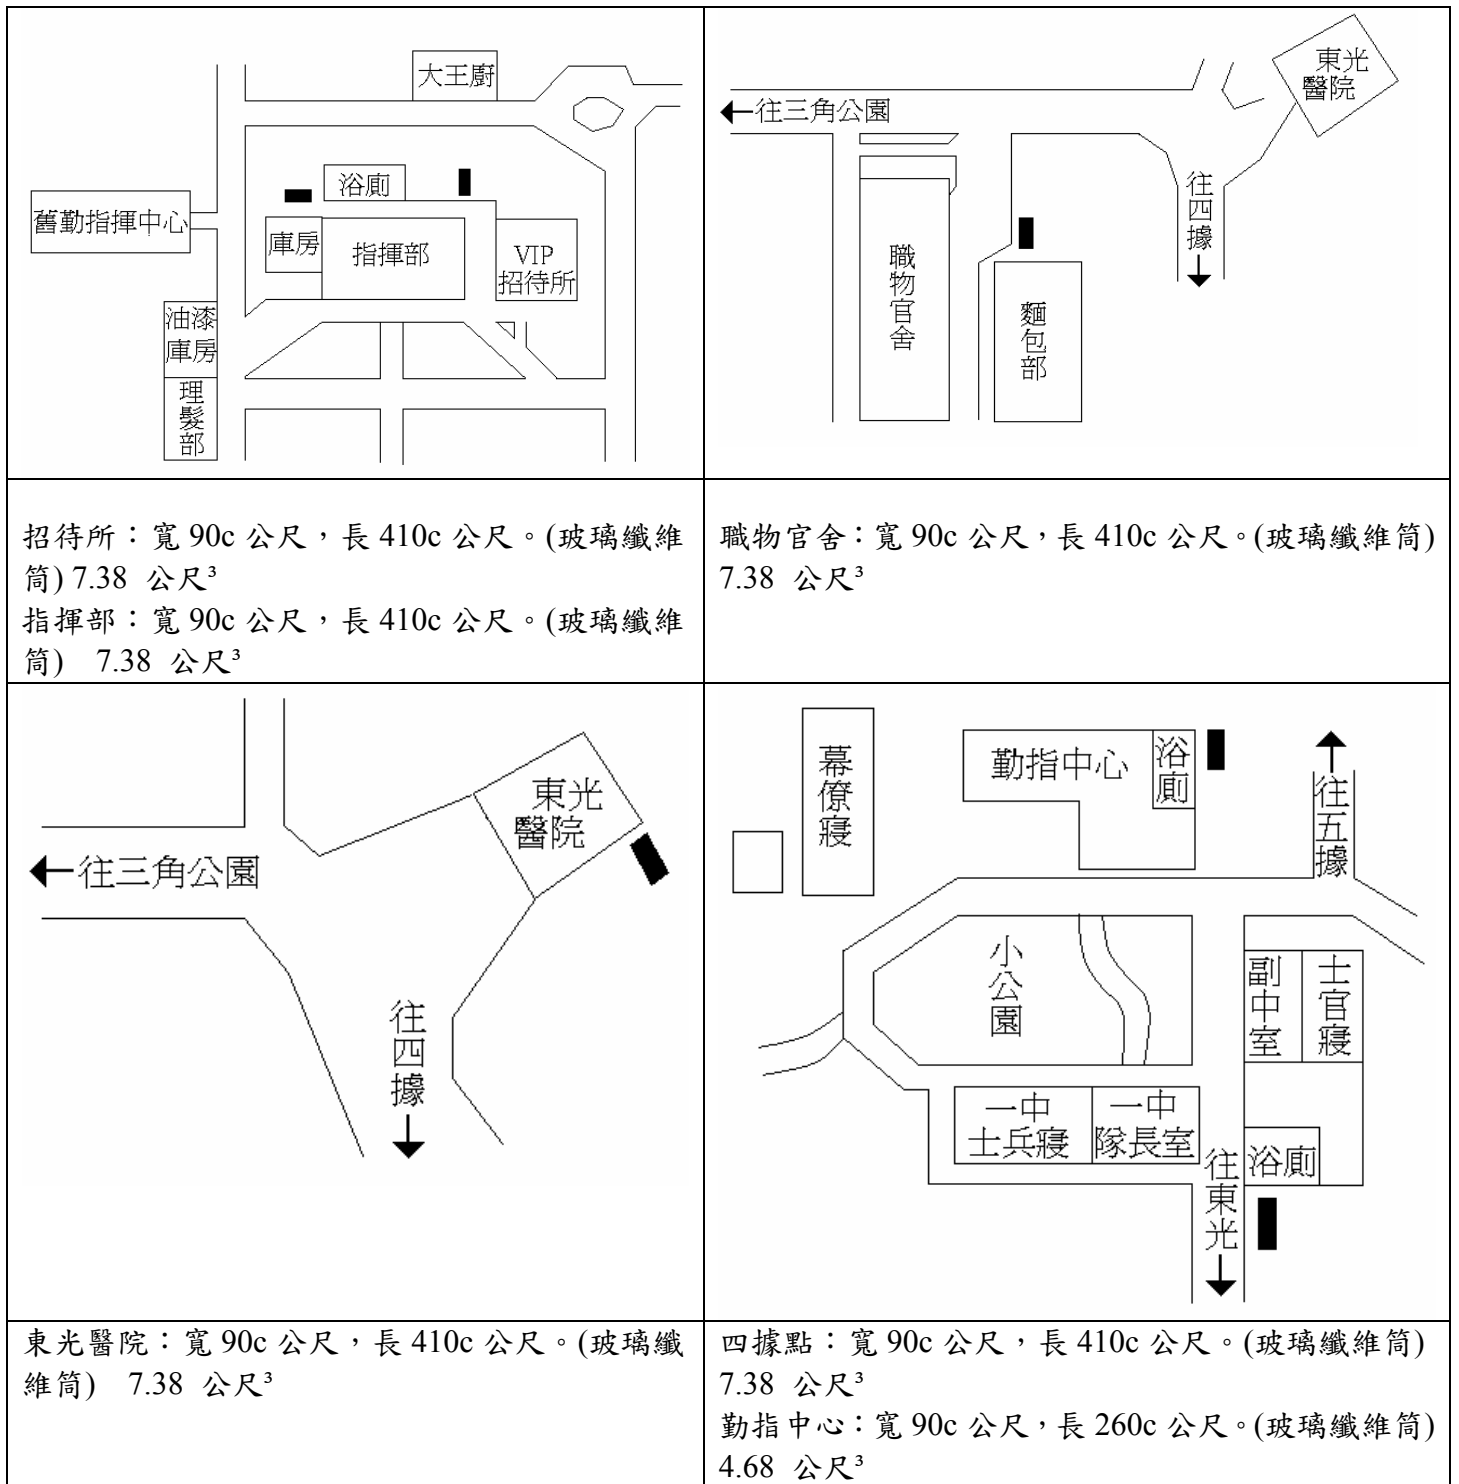 大王廚
浴廁
舊勤指揮中心
庫房
指揮部
VIP
招待所
油漆
庫房
理髮部
東光
醫院
←往三角公園
往四據↓
職物官舍
麵包部
招待所：寬 90c 公尺，長 410c 公尺。(玻璃纖維
筒) 7.38 公尺³
指揮部：寬 90c 公尺，長 410c 公尺。(玻璃纖維
筒) 7.38 公尺³
職物官舍：寬 90c 公尺，長 410c 公尺。(玻璃纖維筒)
7.38 公尺³
東光
醫院
←往三角公園
往四據↓
幕僚寢
勤指中心
浴廁
↑往五據
小公園
副中室
士官寢
一中
士兵寢
一中
隊長室
浴廁
往東光↓
東光醫院：寬 90c 公尺，長 410c 公尺。(玻璃纖
維筒) 7.38 公尺³
四據點：寬 90c 公尺，長 410c 公尺。(玻璃纖維筒)
7.38 公尺³
勤指中心：寬 90c 公尺，長 260c 公尺。(玻璃纖維筒)
4.68 公尺³